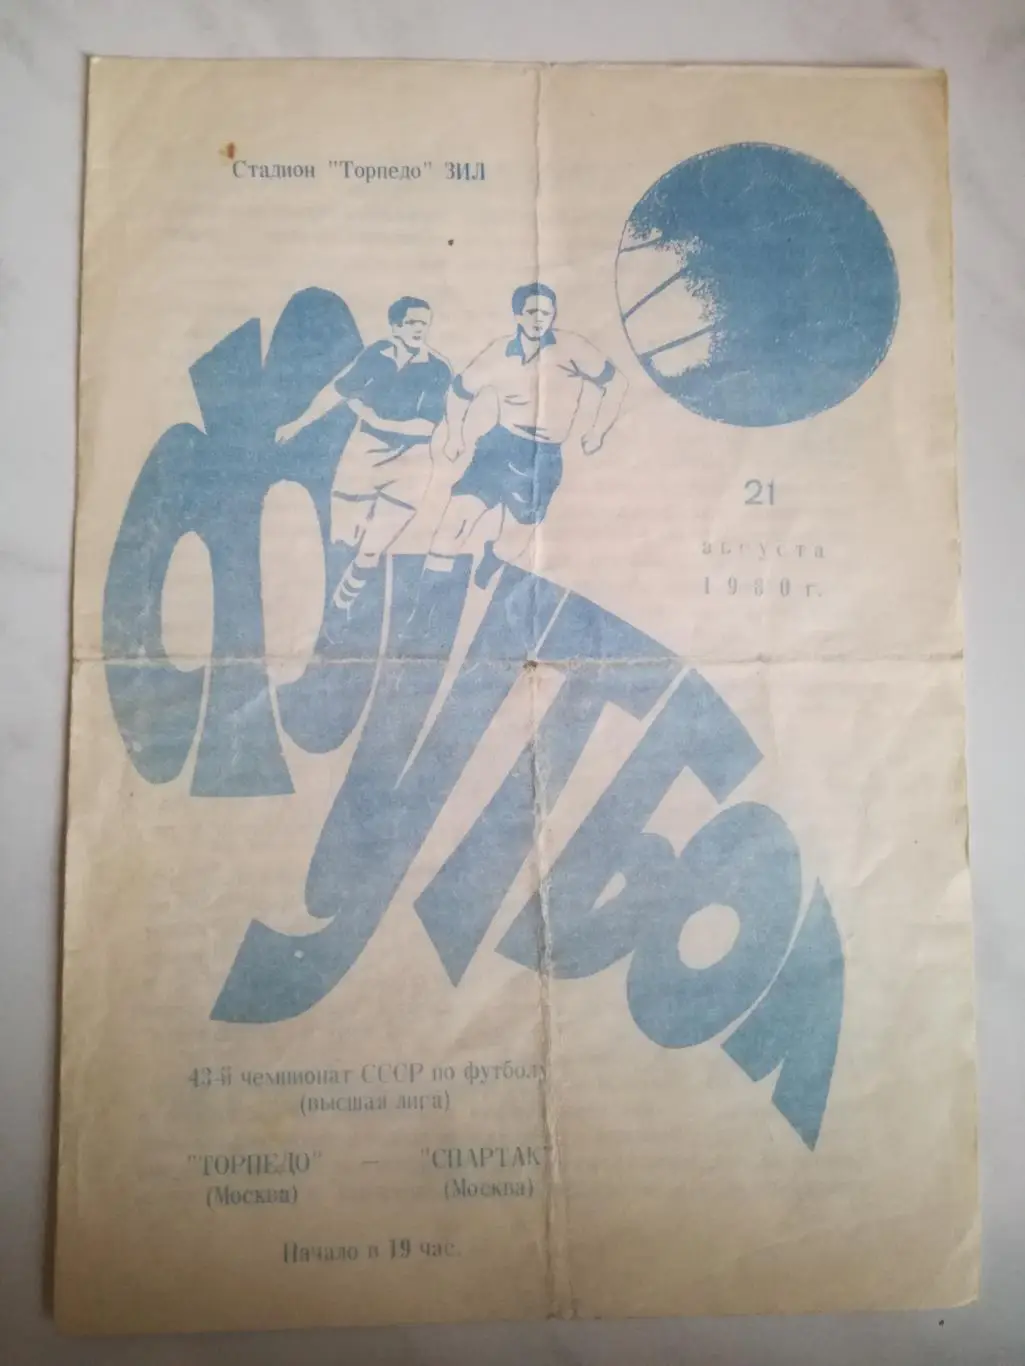 Стадион "Торпедо" ЗИЛ
21
августа
1980 г.
ФУТБОЛ
43-й чемпионат СССР по футболу
(высшая лига)
"ТОРПЕДО" – "СПАРТАК"
(Москва) (Москва)
Начало в 19 час.